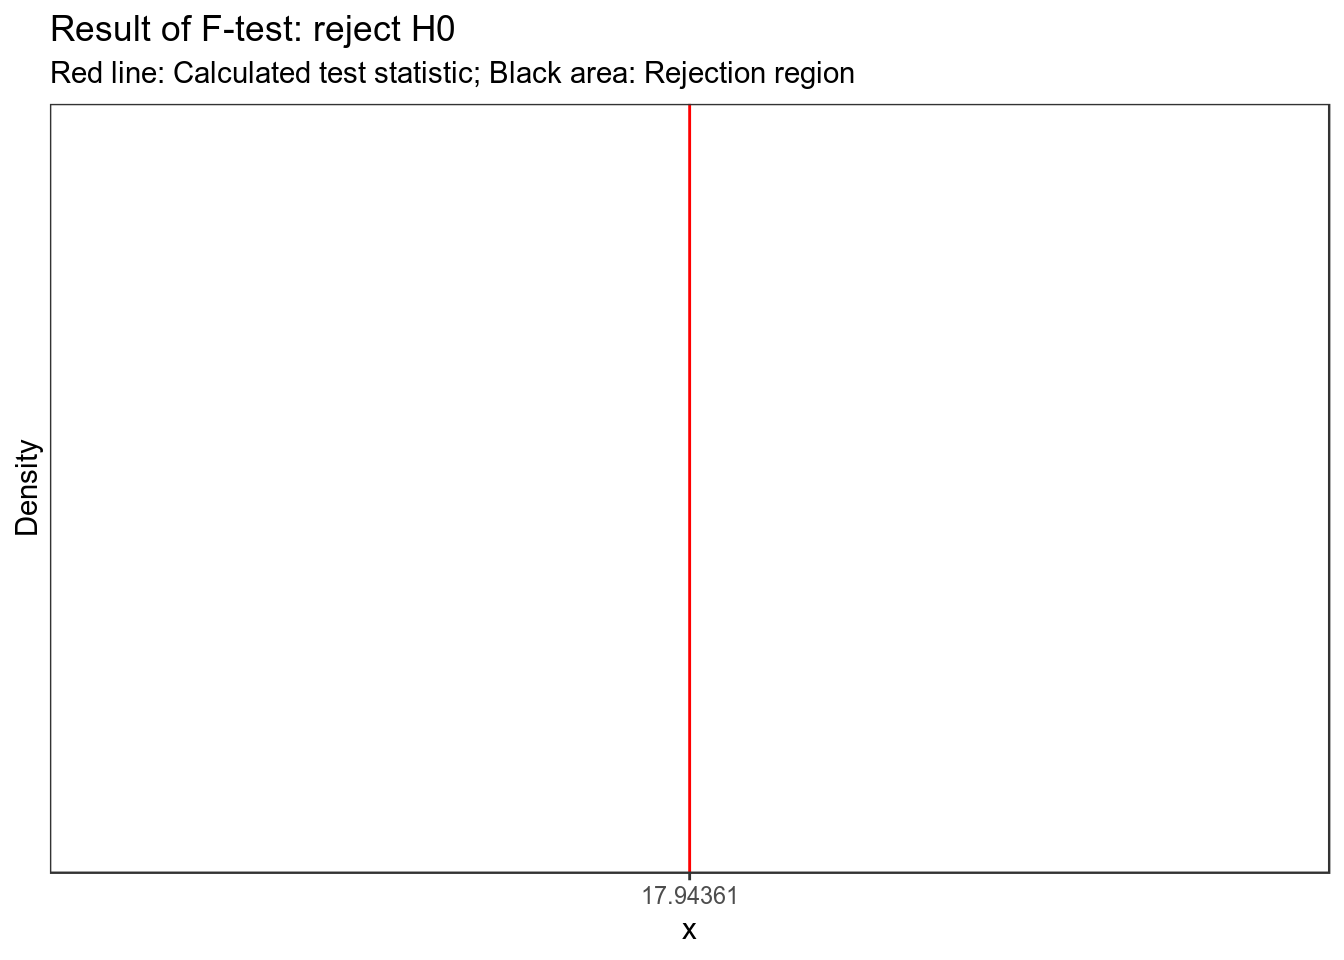 Result of F-test: reject H0
Red line: Calculated test statistic; Black area: Rejection region
Density
17.94361
x